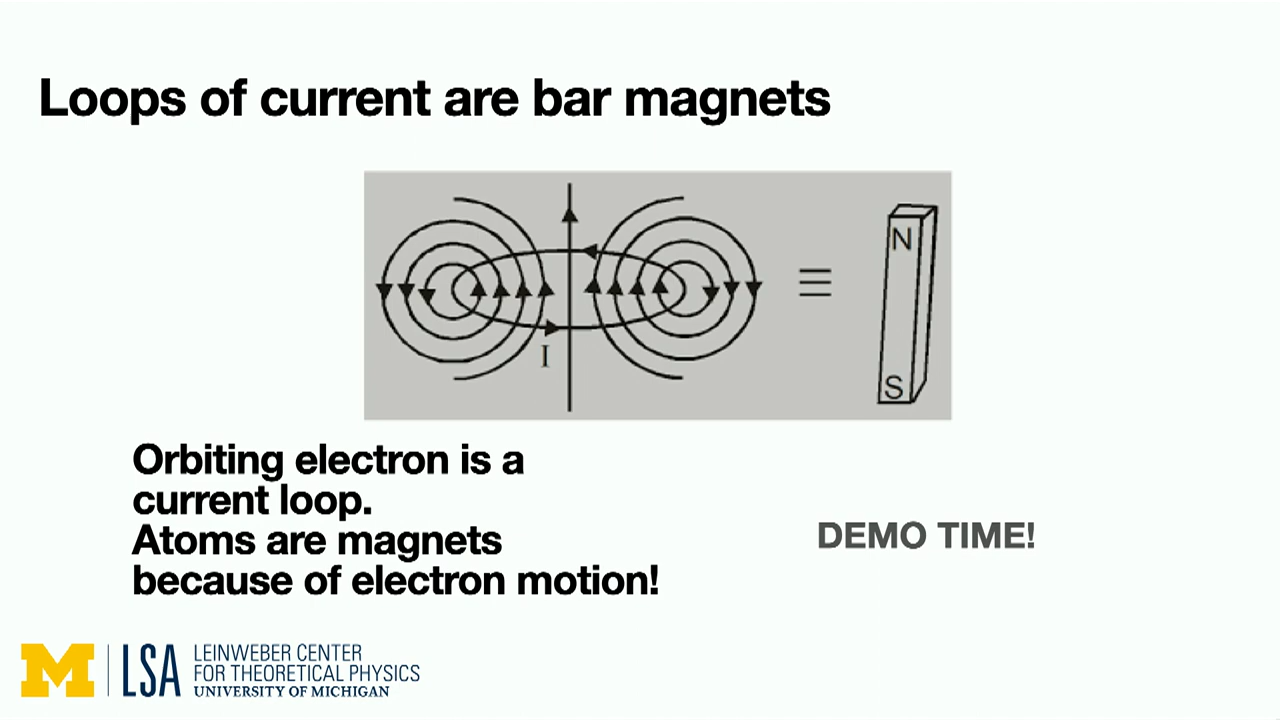 Loops of current are bar magnets
I
≡
N
S
Orbiting electron is a
current loop.
Atoms are magnets
because of electron motion!
DEMO TIME!
M
LSA
LEINWEBER CENTER
FOR THEORETICAL PHYSICS
UNIVERSITY OF MICHIGAN